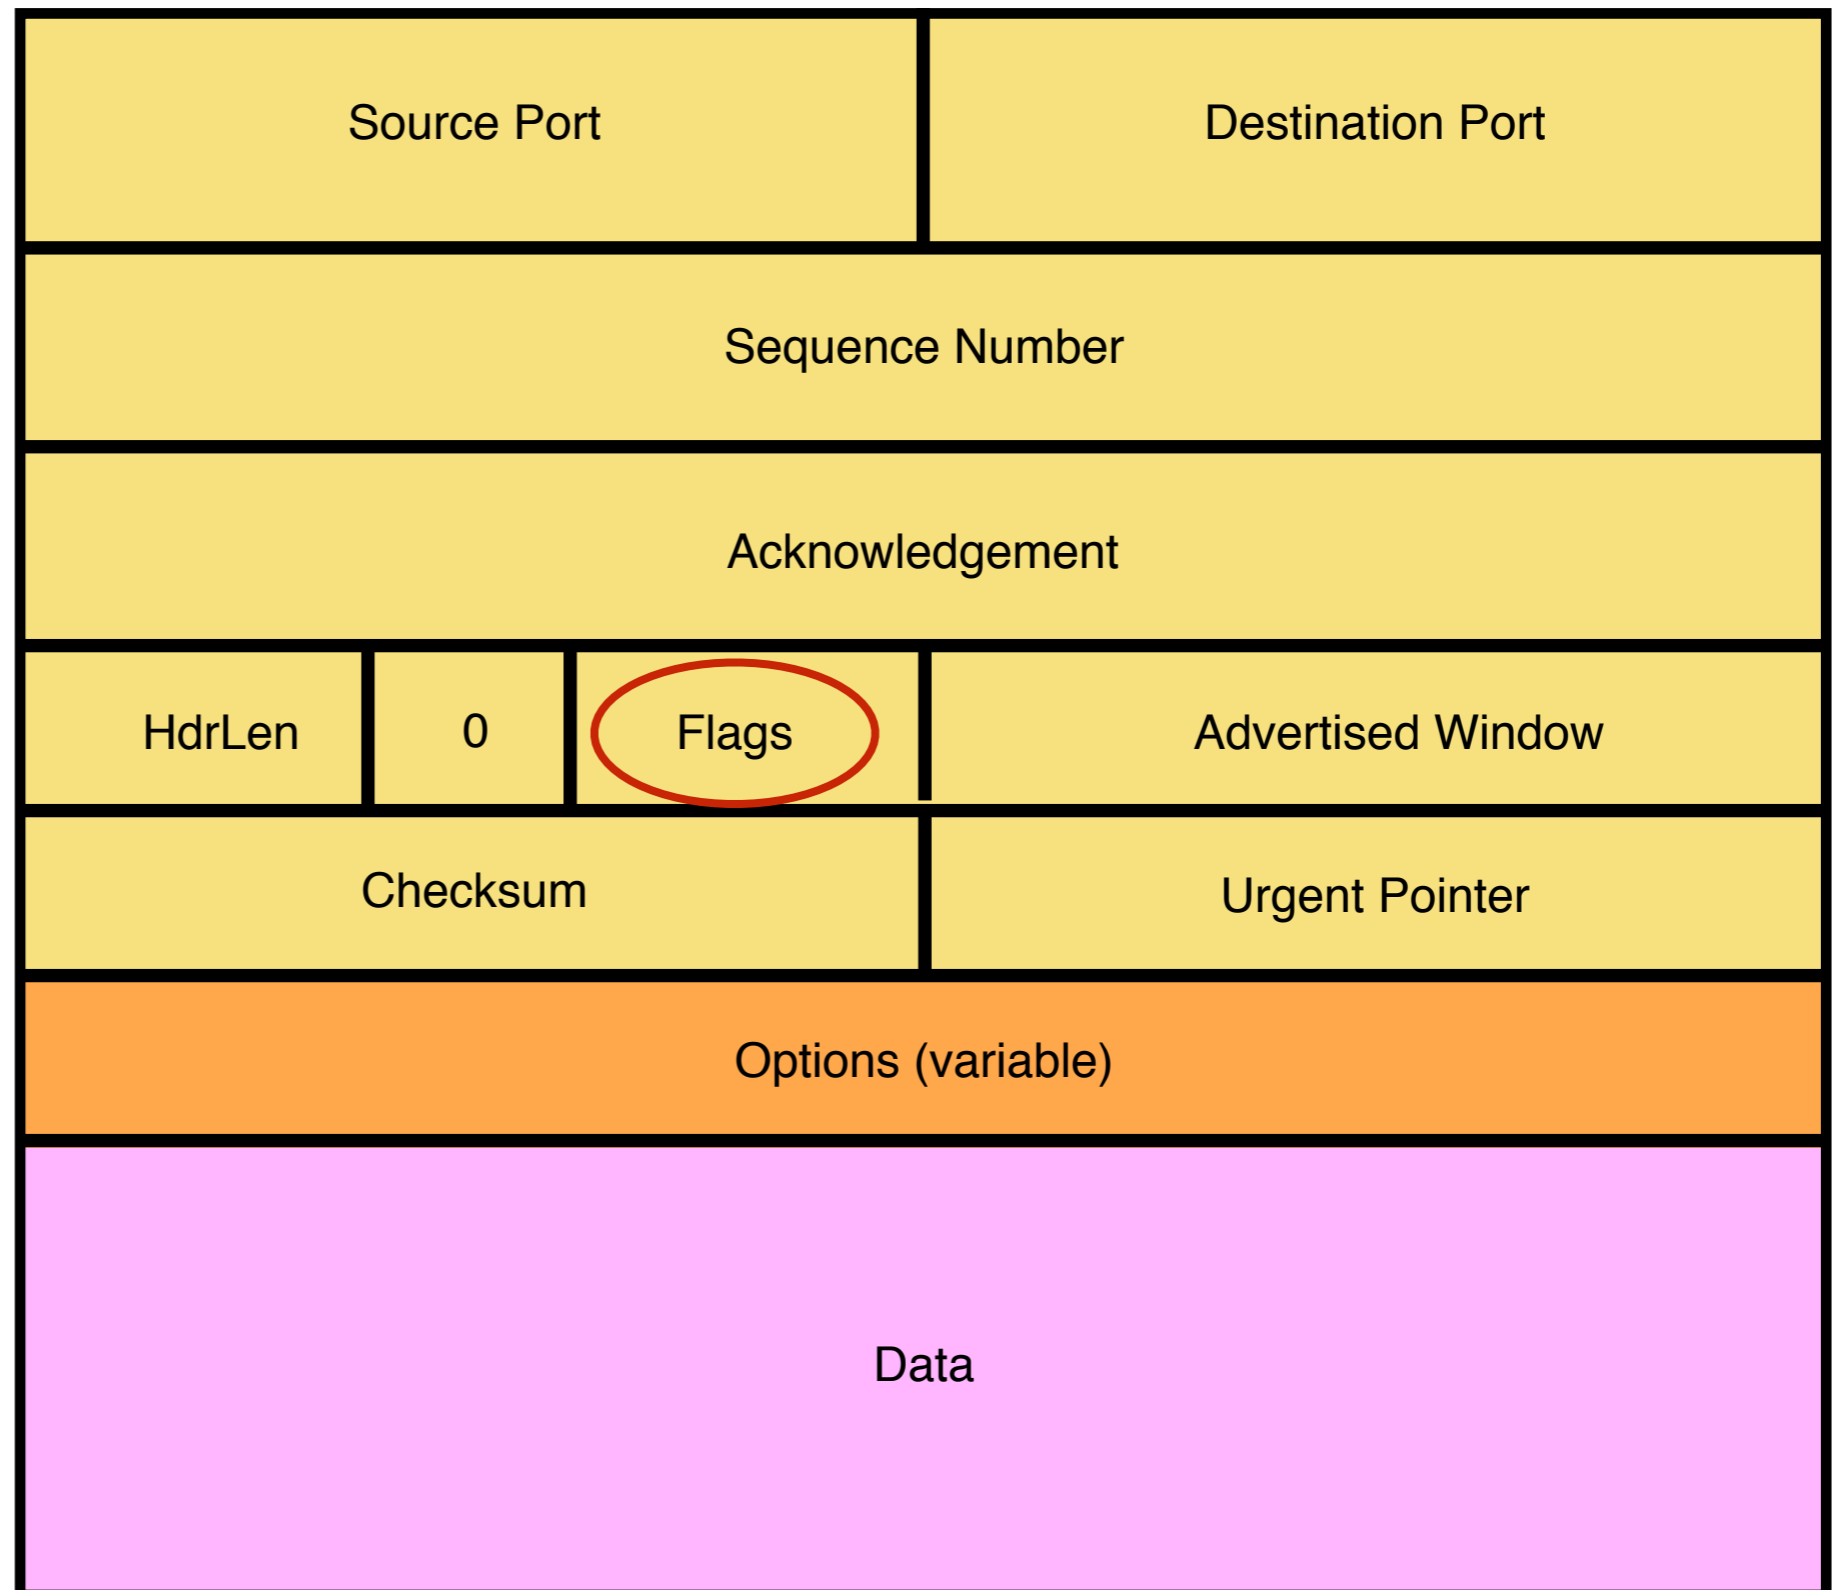 Source Port
Destination Port
Sequence Number
Acknowledgement
HdrLen
0
Flags
Advertised Window
Checksum
Urgent Pointer
Options (variable)
Data